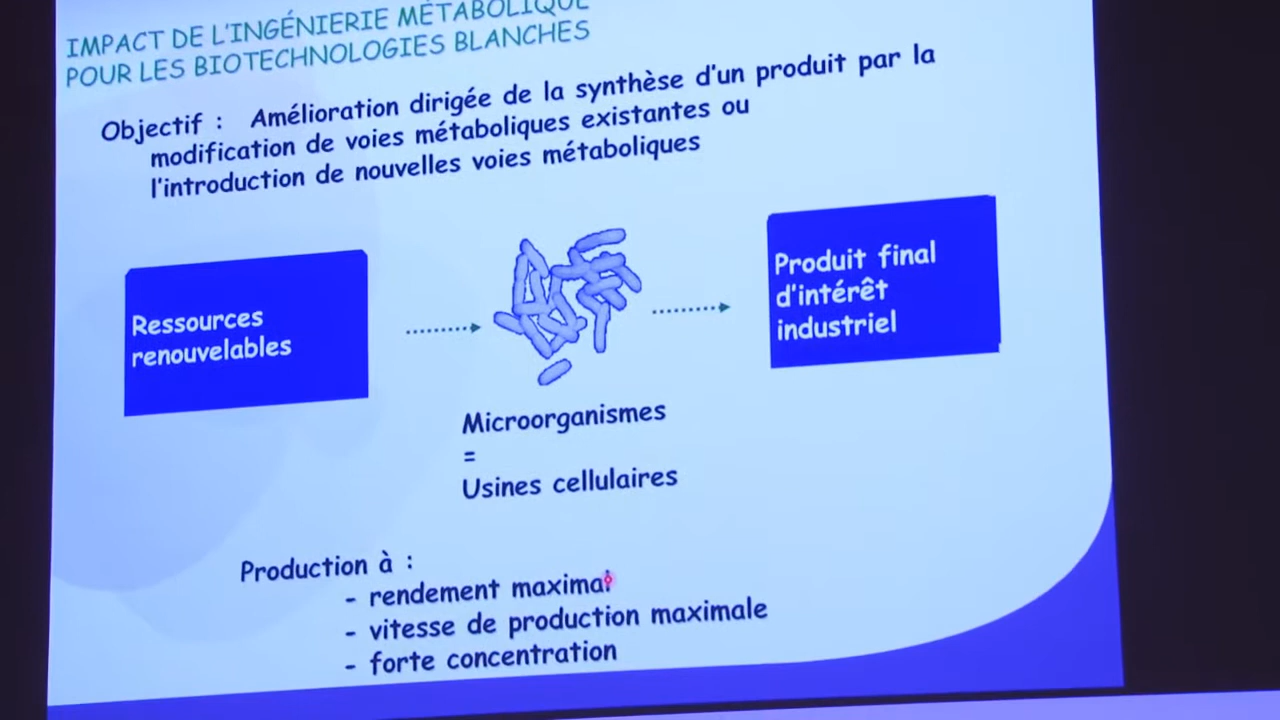 IMPACT DE L'INGÉNIERIE MÉTABOLIQUE
POUR LES BIOTECHNOLOGIES BLANCHES
Objectif : Amélioration dirigée de la synthèse d'un produit par la
modification de voies métaboliques existantes ou
l'introduction de nouvelles voies métaboliques
Ressources
renouvelables
Produit final
d'intérêt
industriel
Microorganismes
=
Usines cellulaires
Production à :
- rendement maximal
- vitesse de production maximale
- forte concentration